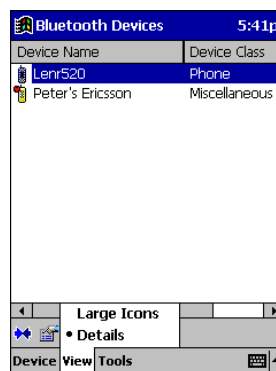 Bluetooth Devices 5:41p
Device Name Device Class
Lenr520 Phone
Peter's Ericsson Miscellaneous
Large Icons
• Details
Device View Tools